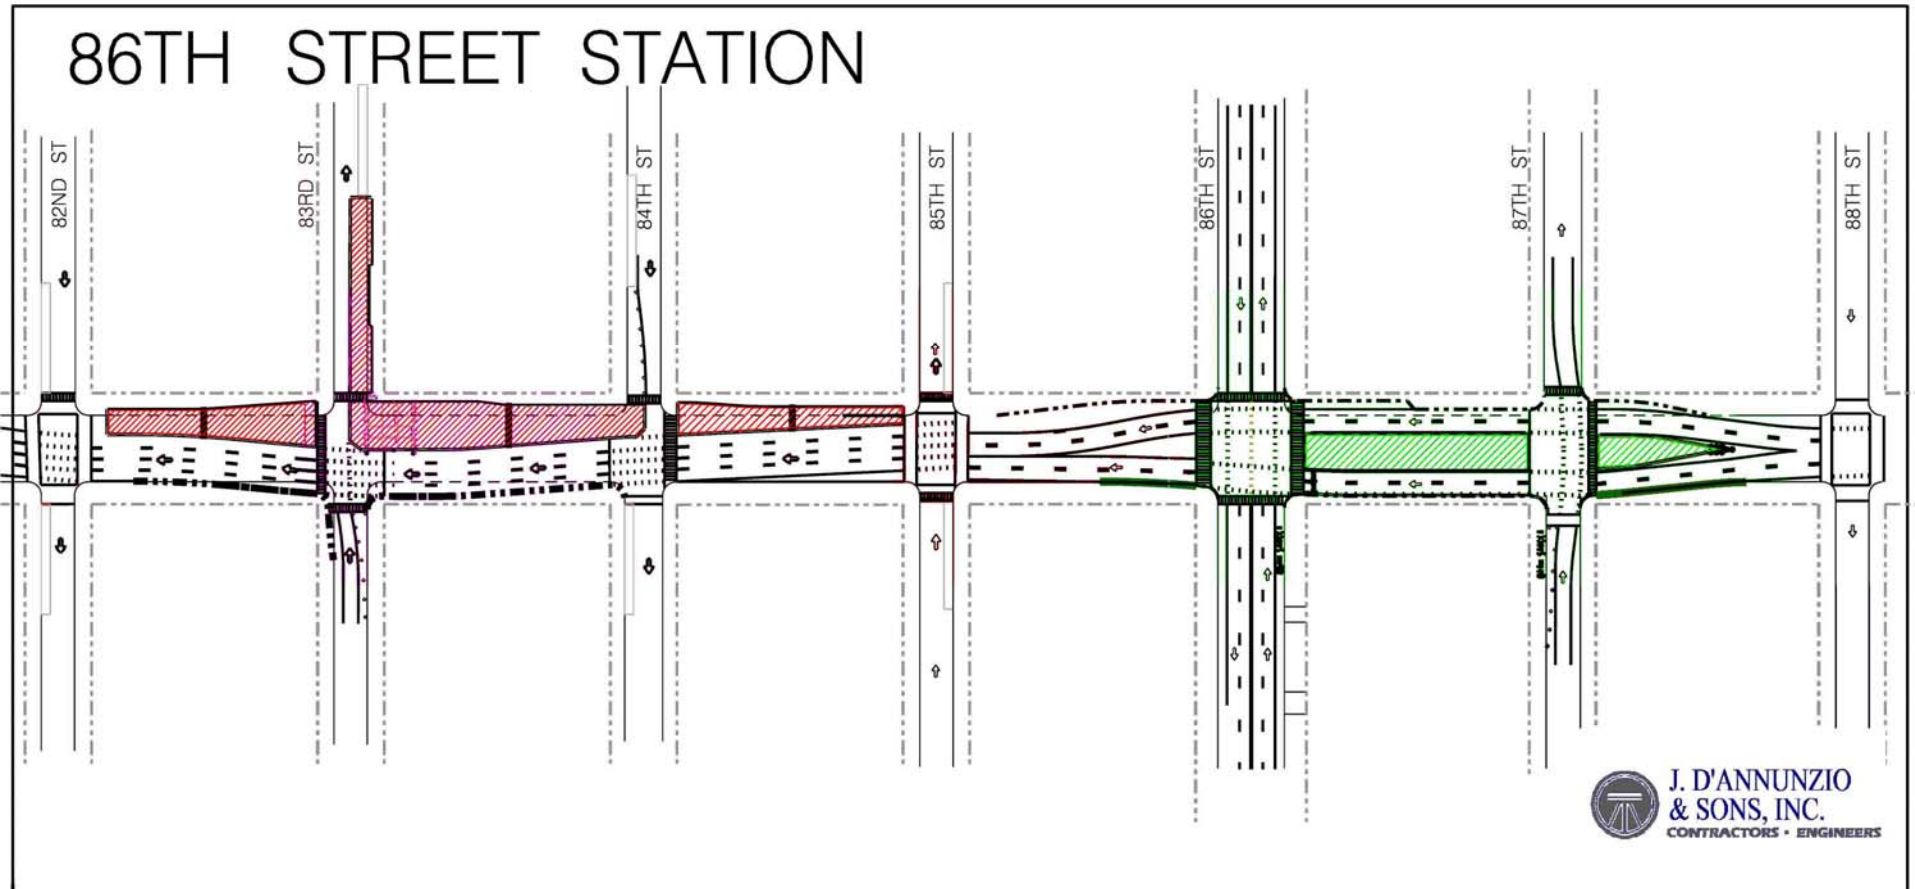 86TH STREET STATION
82ND ST
83RD ST
84TH ST
85TH ST
86TH ST
87TH ST
88TH ST
J. D'ANNUNZIO
& SONS, INC.
CONTRACTORS • ENGINEERS